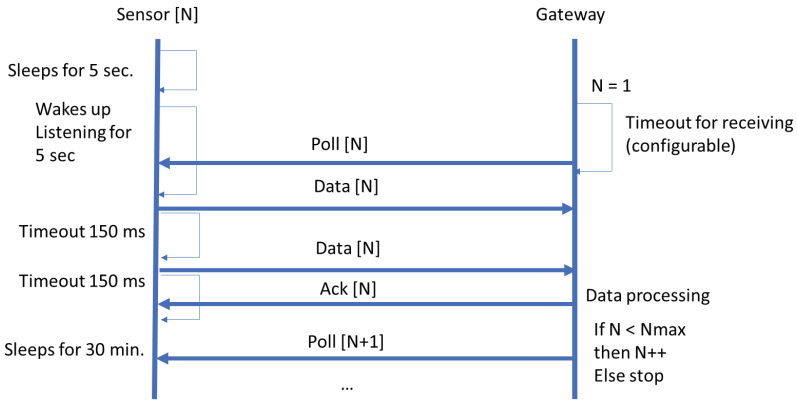 Sensor [N]
Gateway
Sleeps for 5 sec.
N = 1
Wakes up
Listening for
5 sec
Timeout for receiving
(configurable)
Poll [N]
Data [N]
Timeout 150 ms
Data [N]
Timeout 150 ms
Ack [N]
Data processing
If N < Nmax
then N++
Else stop
Poll [N+1]
Sleeps for 30 min.
...